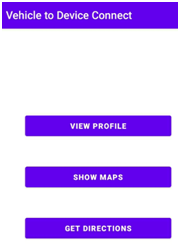 Vehicle to Device Connect
VIEW PROFILE
SHOW MAPS
GET DIRECTIONS